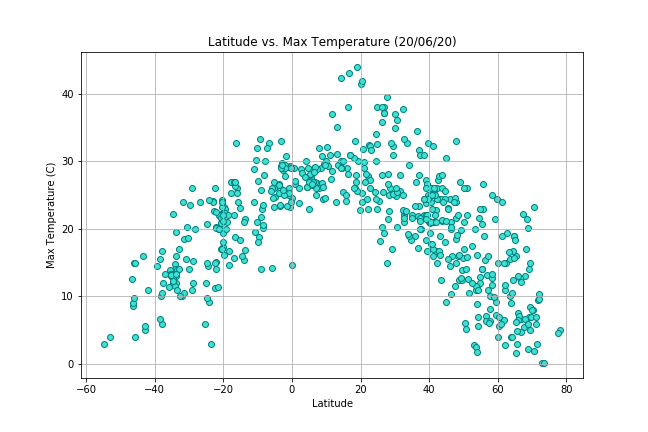 Latitude vs. Max Temperature (20/06/20)
Max Temperature (C)
40
30
20
10
0
−60 −40 −20 0 20 40 60 80
Latitude